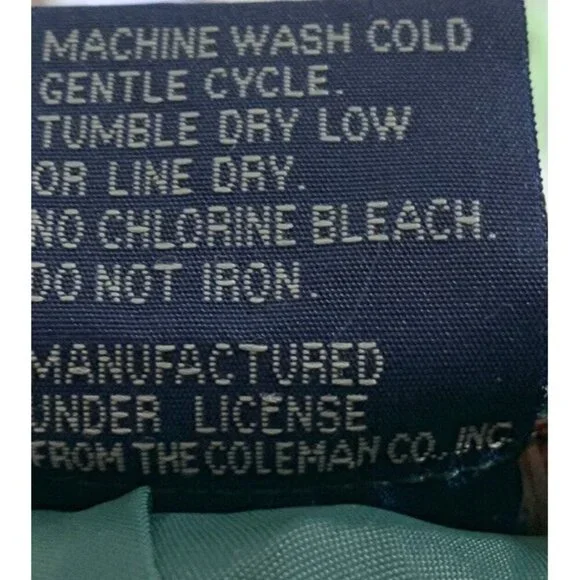 MACHINE WASH COLD
GENTLE CYCLE.
TUMBLE DRY LOW
OR LINE DRY.
NO CHLORINE BLEACH.
DO NOT IRON.
MANUFACTURED
UNDER LICENSE
FROM THE COLEMAN CO., INC